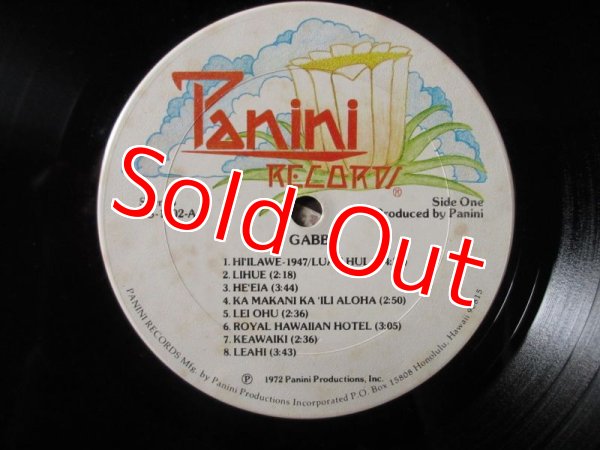 Panini
RECORDS®
Side One
Produced by Panini
Sold Out
GABB
1. HI'ILAWE-1947/LUA HUL
2. LIHUE (2:18)
3. HE'EIA (3:44)
4. KA MAKANI KA 'ILI ALOHA (2:50)
5. LEI OHU (2:36)
6. ROYAL HAWAIIAN HOTEL (3:05)
7. KEAWAIKI (2:36)
8. LEAHI (3:43)
Ⓟ 1972 Panini Productions, Inc.
PANINI RECORDS Mfg. by Panini Productions Incorporated P.O. Box 15808 Honolulu, Hawaii 96815